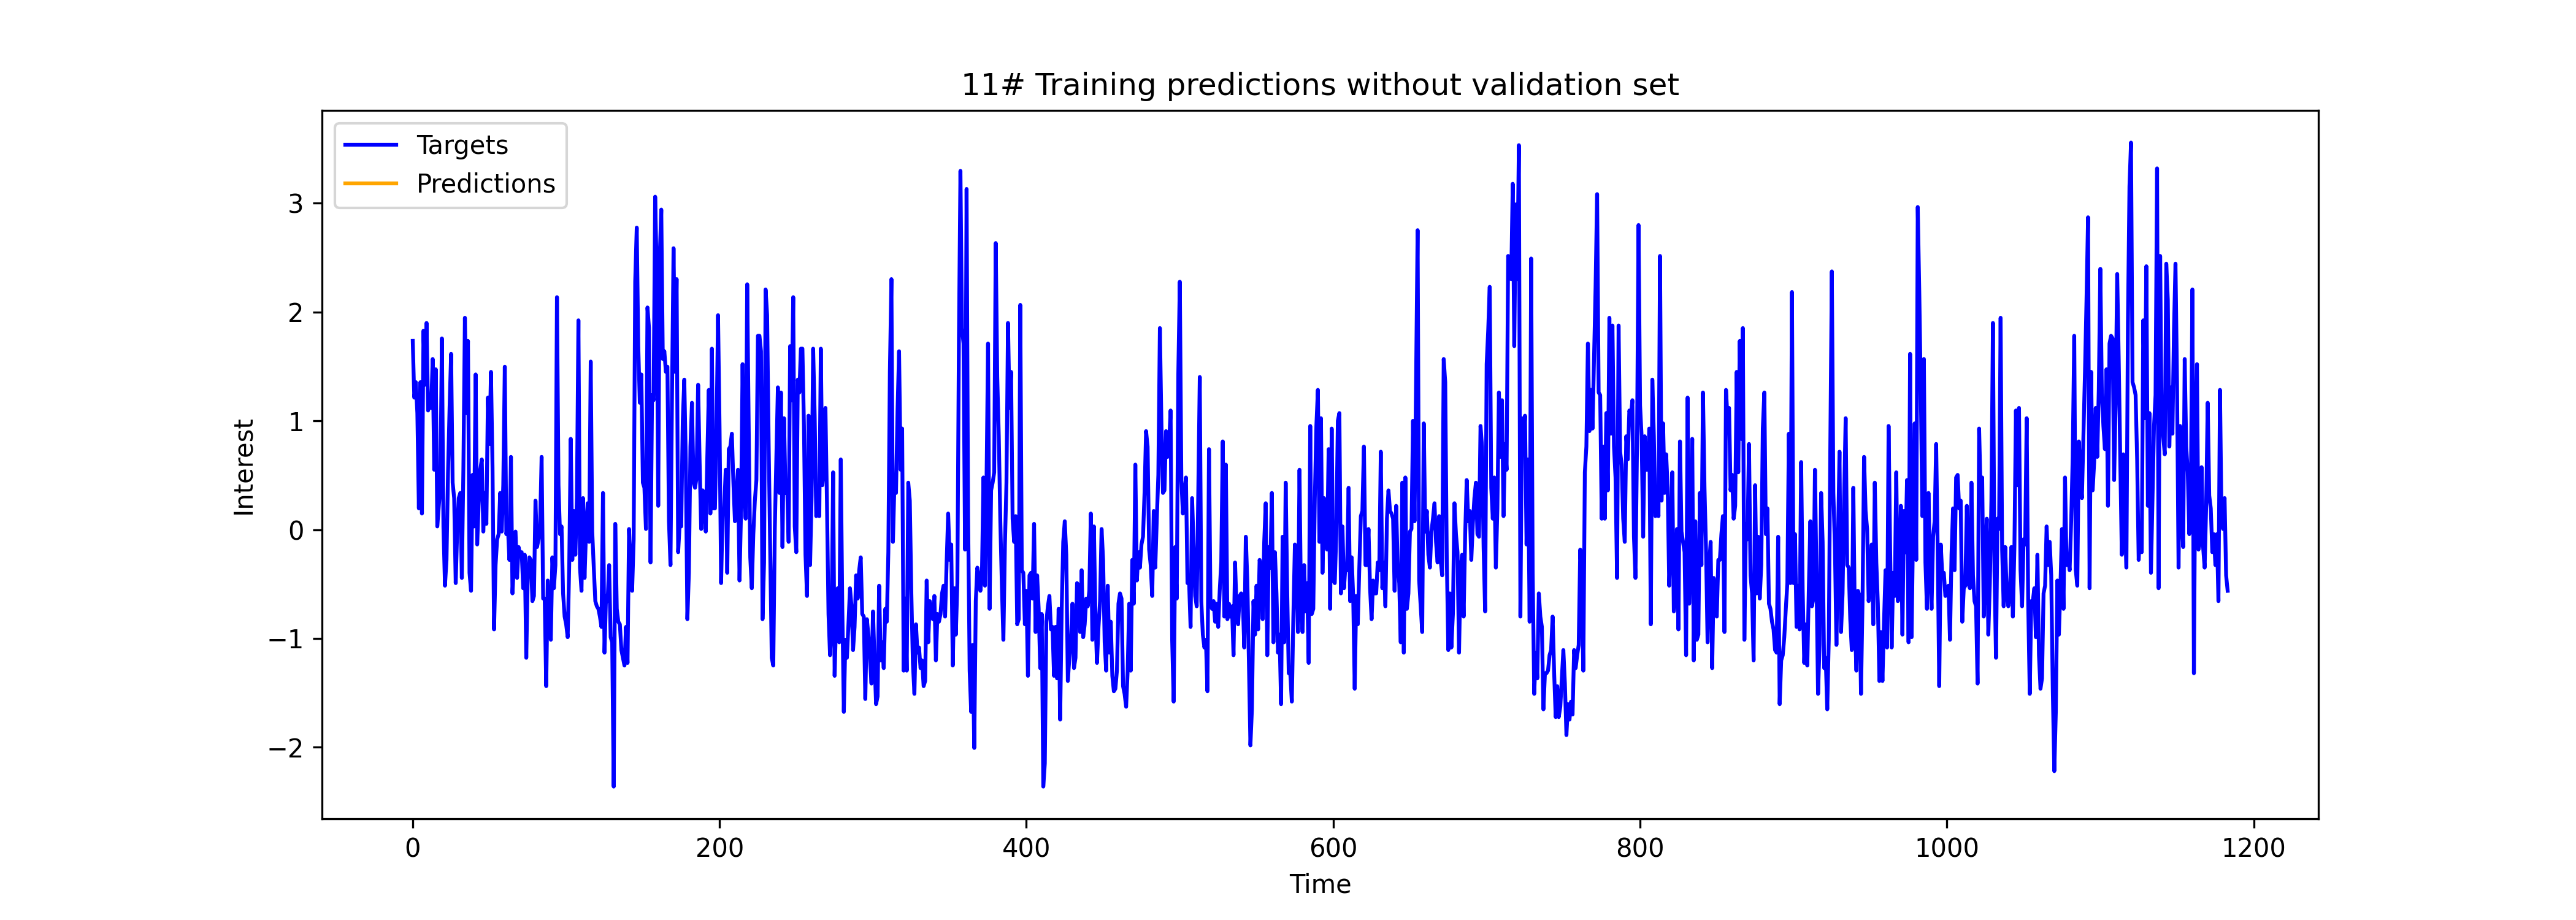 11# Training predictions without validation set
Targets
Predictions
Interest
3
2
1
0
−1
−2
0 200 400 600 800 1000 1200
Time